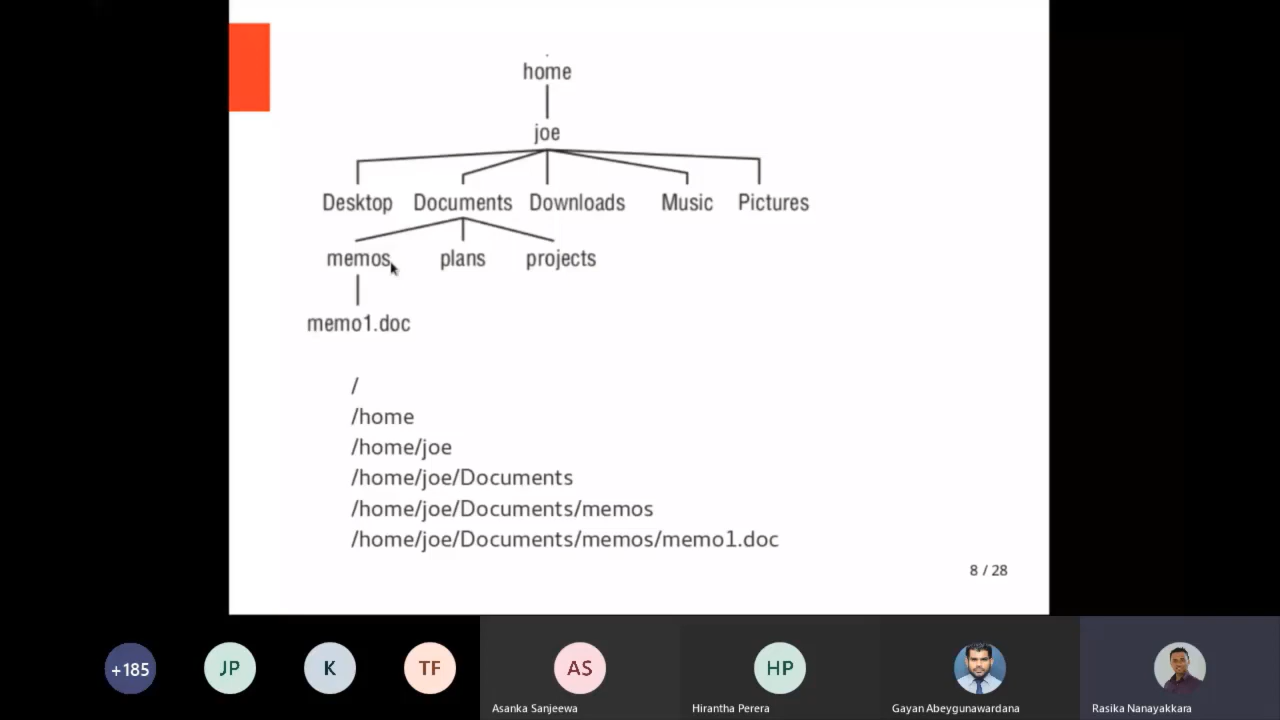 home
joe
Desktop Documents Downloads Music Pictures
memos plans projects
memo1.doc
/
/home
/home/joe
/home/joe/Documents
/home/joe/Documents/memos
/home/joe/Documents/memos/memo1.doc
8 / 28
+185 JP K TF AS HP
Asanka Sanjeewa Hirantha Perera Gayan Abeygunawardana Rasika Nanayakkara